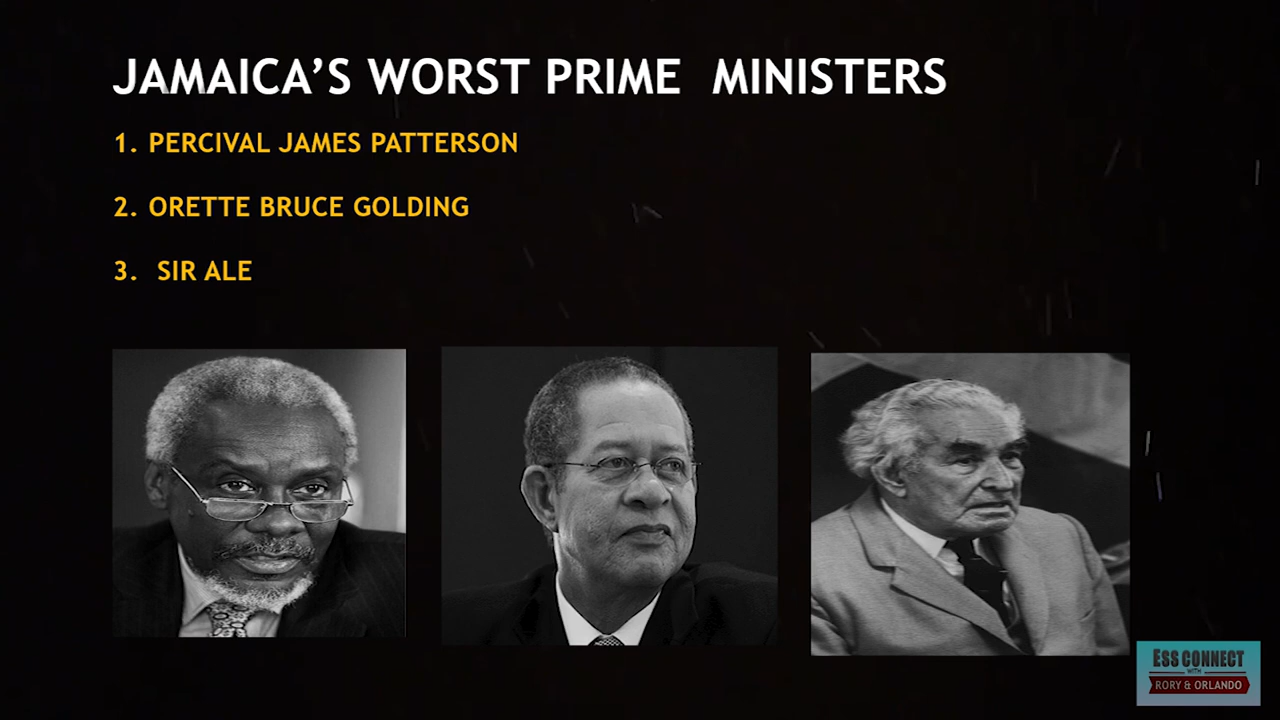 JAMAICA’S WORST PRIME MINISTERS
1. PERCIVAL JAMES PATTERSON
2. ORETTE BRUCE GOLDING
3. SIR ALE
ESS CONNECT
WITH
RORY & ORLANDO